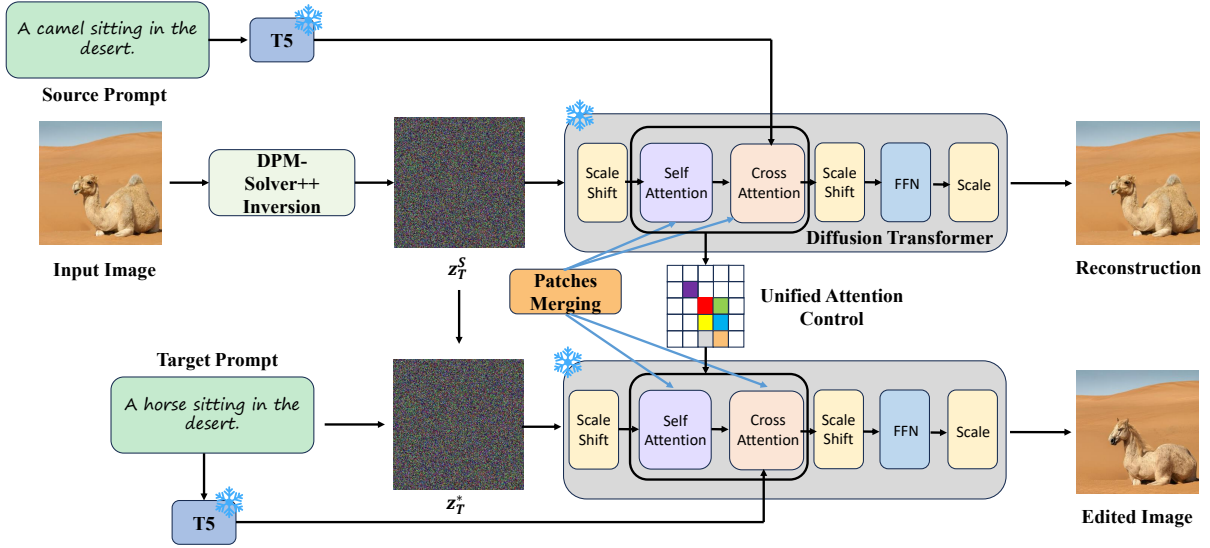 A camel sitting in the
desert.
T5
Source Prompt
DPM-
Solver++
Inversion
Input Image
z_T^S
Scale
Shift
Self
Attention
Cross
Attention
Scale
Shift
FFN
Scale
Diffusion Transformer
Reconstruction
Patches
Merging
Unified Attention
Control
Target Prompt
A horse sitting in the
desert.
z_T^*
Scale
Shift
Self
Attention
Cross
Attention
Scale
Shift
FFN
Scale
T5
Edited Image